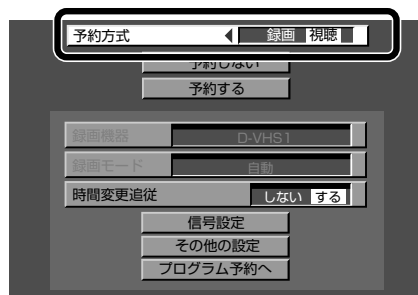 予約方式 ◀ 録画 視聴
予約しない
予約する
録画機器 D-VHS1
録画モード 自動
時間変更追従 しない する
信号設定
その他の設定
プログラム予約へ